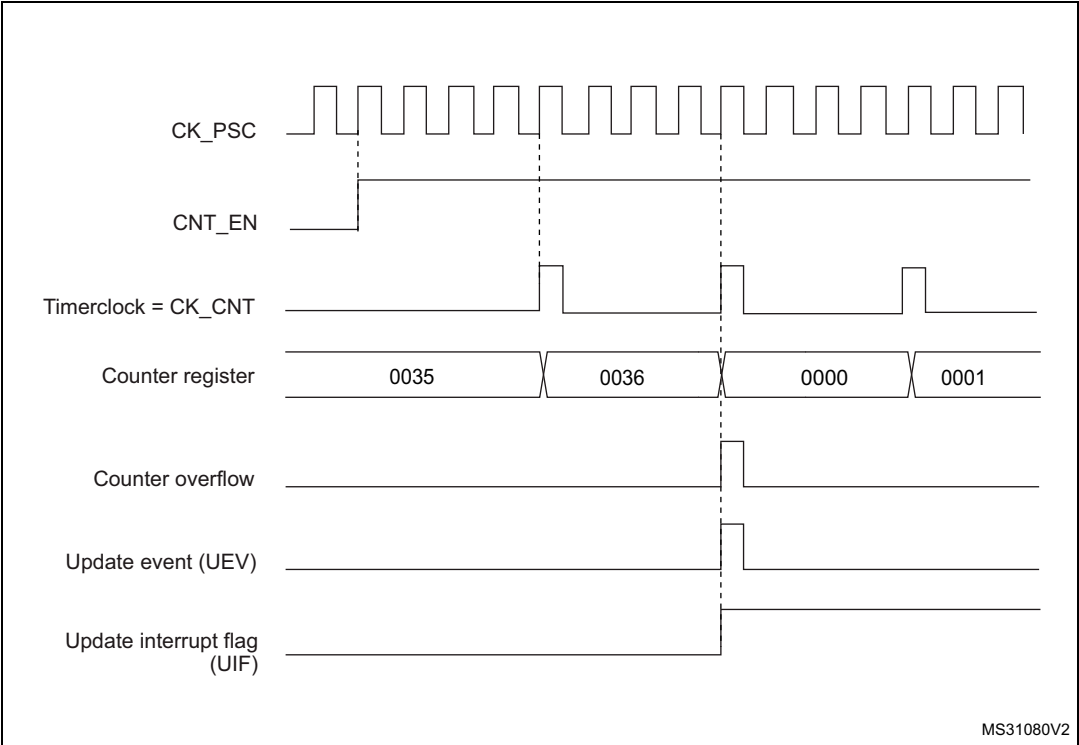 CK_PSC
CNT_EN
Timerclock = CK_CNT
Counter register
0035 0036 0000 0001
Counter overflow
Update event (UEV)
Update interrupt flag
(UIF)
MS31080V2